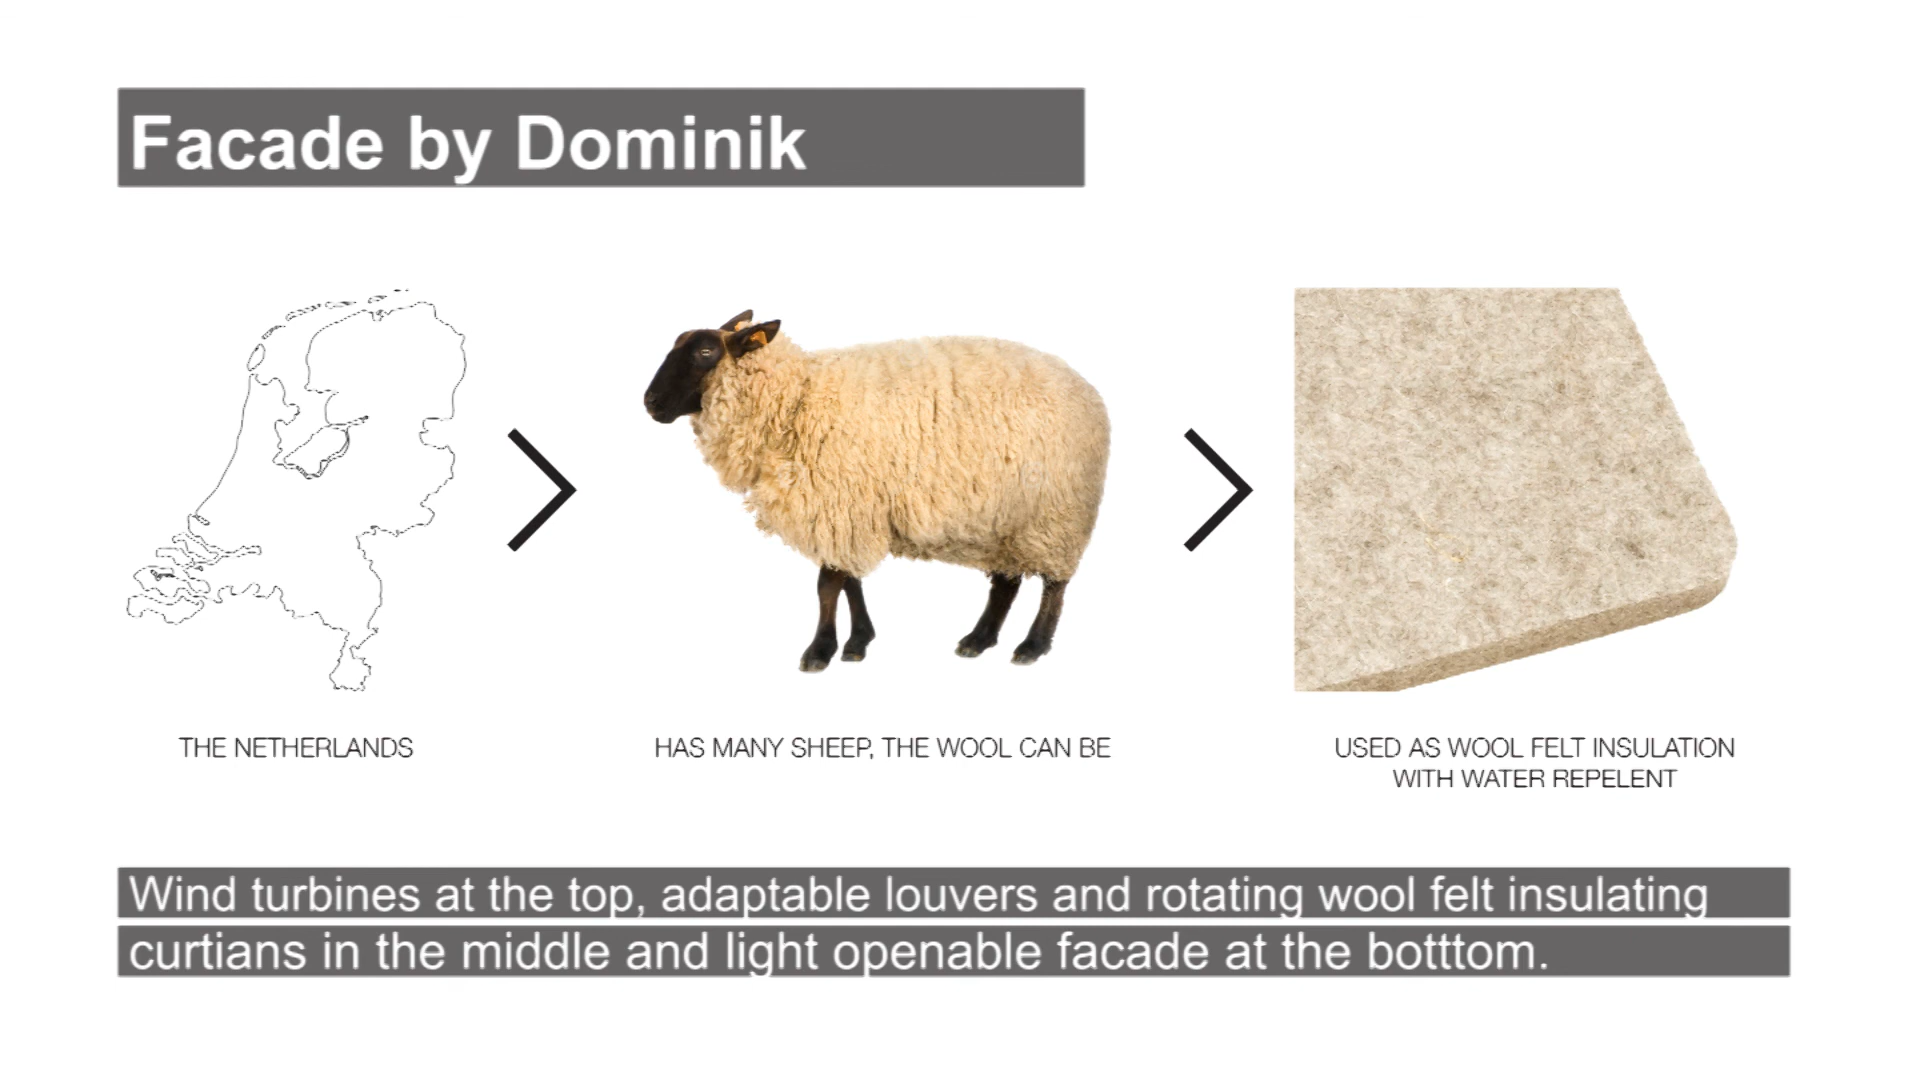 Facade by Dominik
THE NETHERLANDS
HAS MANY SHEEP, THE WOOL CAN BE
USED AS WOOL FELT INSULATION
WITH WATER REPELENT
Wind turbines at the top, adaptable louvers and rotating wool felt insulating
curtians in the middle and light openable facade at the botttom.